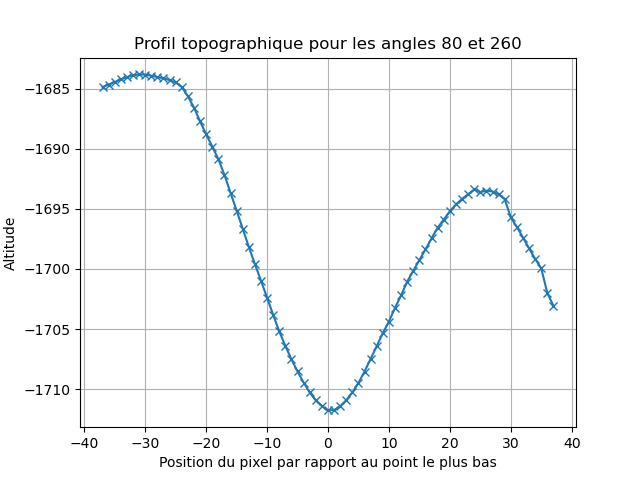 Profil topographique pour les angles 80 et 260
Altitude
−1685
−1690
−1695
−1700
−1705
−1710
−40 −30 −20 −10 0 10 20 30 40
Position du pixel par rapport au point le plus bas